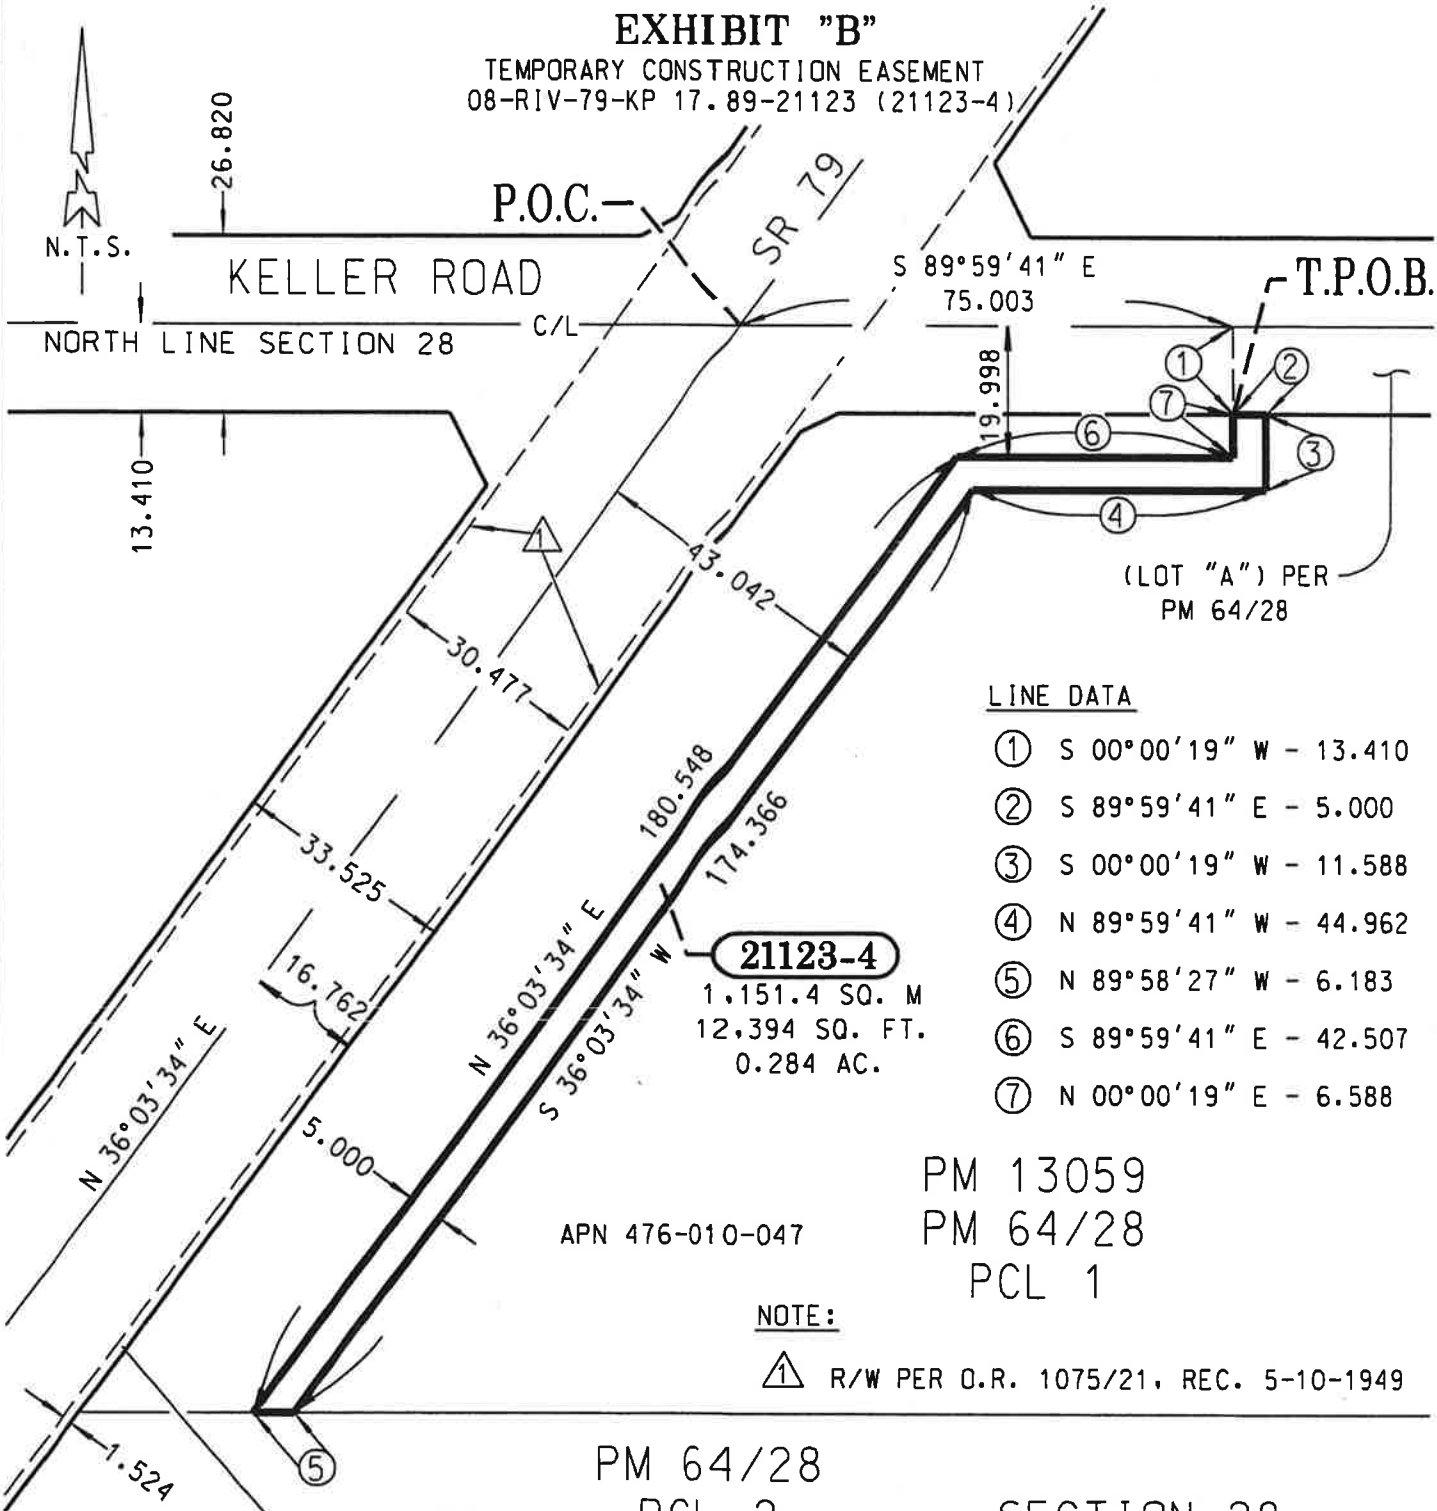 EXHIBIT "B"
TEMPORARY CONSTRUCTION EASEMENT
08-RIV-79-KP 17.89-21123 (21123-4)
26.820
N.T.S.
P.O.C.
SR 79
KELLER ROAD
S 89°59'41" E
75.003
T.P.O.B.
C/L
NORTH LINE SECTION 28
19.998
1
2
7
6
3
4
13.410
1
43.042
(LOT "A") PER
PM 64/28
30.477
LINE DATA
1 S 00°00'19" W - 13.410
2 S 89°59'41" E - 5.000
3 S 00°00'19" W - 11.588
4 N 89°59'41" W - 44.962
5 N 89°58'27" W - 6.183
6 S 89°59'41" E - 42.507
7 N 00°00'19" E - 6.588
180.548
174.366
33.525
N 36°03'34" E
S 36°03'34" W
21123-4
1,151.4 SQ. M
12,394 SQ. FT.
0.284 AC.
16.762
N 36°03'34" E
5.000
APN 476-010-047
PM 13059
PM 64/28
PCL 1
NOTE:
1 R/W PER O.R. 1075/21, REC. 5-10-1949
5
1.524
PM 64/28
PCL 2
SECTION 28